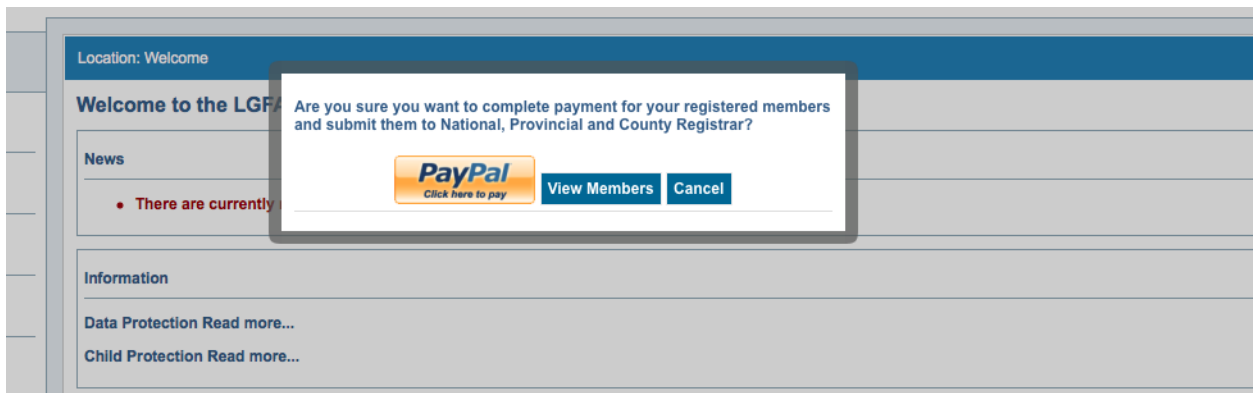 Location: Welcome
Welcome to the LGFA
Are you sure you want to complete payment for your registered members
and submit them to National, Provincial and County Registrar?
PayPal
Click here to pay
View Members
Cancel
News
There are currently
Information
Data Protection Read more...
Child Protection Read more...